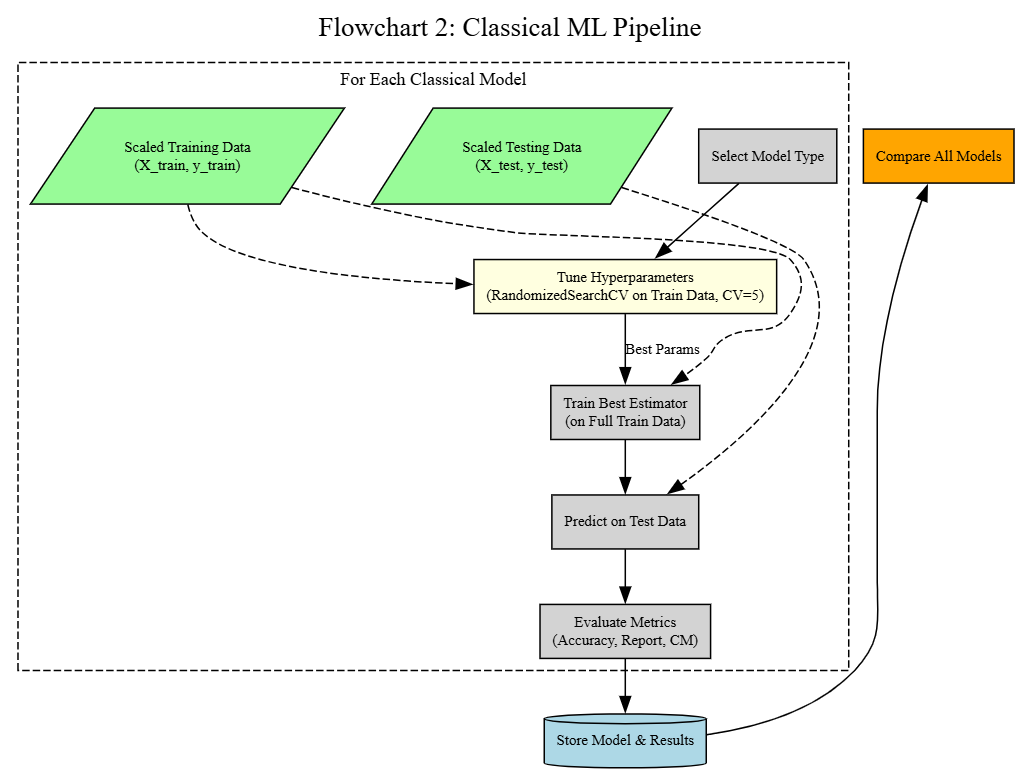 Flowchart 2: Classical ML Pipeline
For Each Classical Model
Scaled Training Data
(X_train, y_train)
Scaled Testing Data
(X_test, y_test)
Select Model Type
Compare All Models
Tune Hyperparameters
(RandomizedSearchCV on Train Data, CV=5)
Best Params
Train Best Estimator
(on Full Train Data)
Predict on Test Data
Evaluate Metrics
(Accuracy, Report, CM)
Store Model & Results